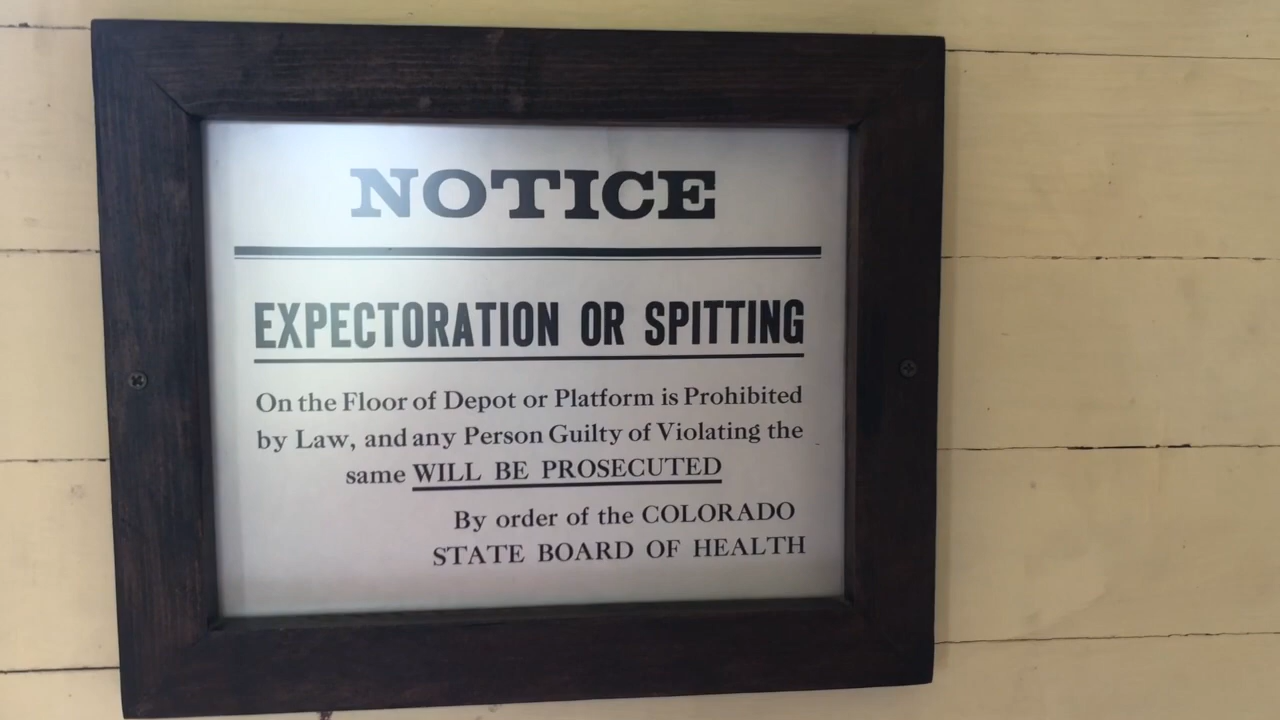 NOTICE
EXPECTORATION OR SPITTING
On the Floor of Depot or Platform is Prohibited
by Law, and any Person Guilty of Violating the
same WILL BE PROSECUTED
By order of the COLORADO
STATE BOARD OF HEALTH